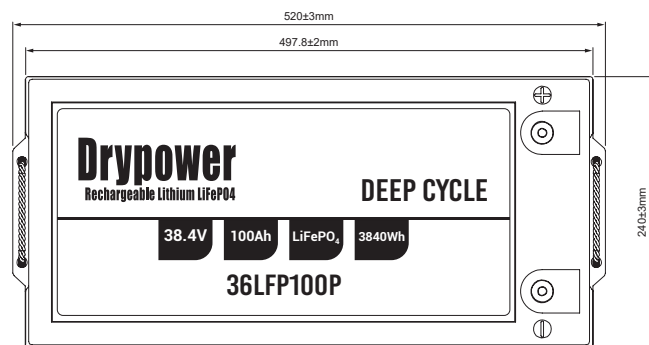 520±3mm
497.8±2mm
Drypower
Rechargeable Lithium LiFePO4
DEEP CYCLE
38.4V 100Ah LiFePO₄ 3840Wh
36LFP100P
240±3mm